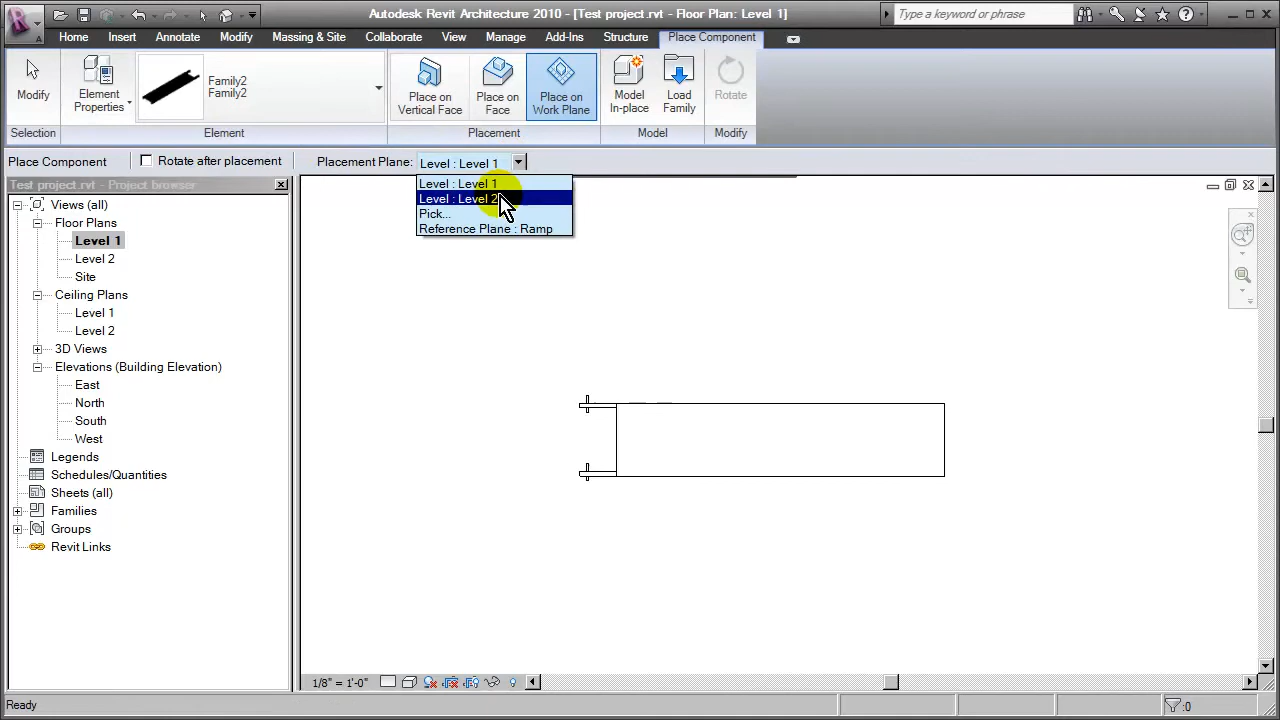 Autodesk Revit Architecture 2010 - [Test project.rvt - Floor Plan: Level 1]
Type a keyword or phrase
Home Insert Annotate Modify Massing & Site Collaborate View Manage Add-Ins Structure Place Component
Modify
Element Properties
Family2
Family2
Place on Vertical Face
Place on Face
Place on Work Plane
Model In-place
Load Family
Rotate
Selection Element Placement Model Modify
Place Component
Rotate after placement
Placement Plane: Level : Level 1
Level : Level 1
Level : Level 2
Pick...
Reference Plane : Ramp
Test project.rvt - Project browser
Views (all)
Floor Plans
Level 1
Level 2
Site
Ceiling Plans
Level 1
Level 2
3D Views
Elevations (Building Elevation)
East
North
South
West
Legends
Schedules/Quantities
Sheets (all)
Families
Groups
Revit Links
1/8" = 1'-0"
Ready
:0